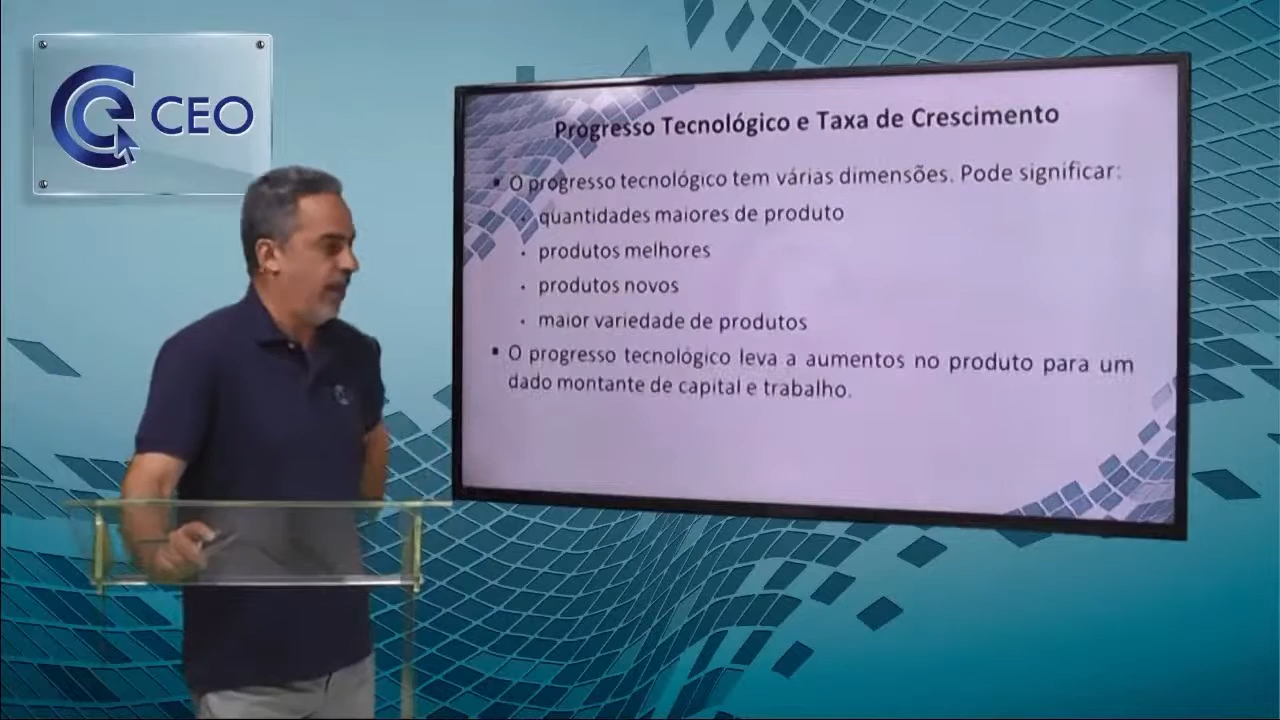 CEO
Progresso Tecnológico e Taxa de Crescimento
▪ O progresso tecnológico tem várias dimensões. Pode significar:
• quantidades maiores de produto
• produtos melhores
• produtos novos
• maior variedade de produtos
▪ O progresso tecnológico leva a aumentos no produto para um
dado montante de capital e trabalho.